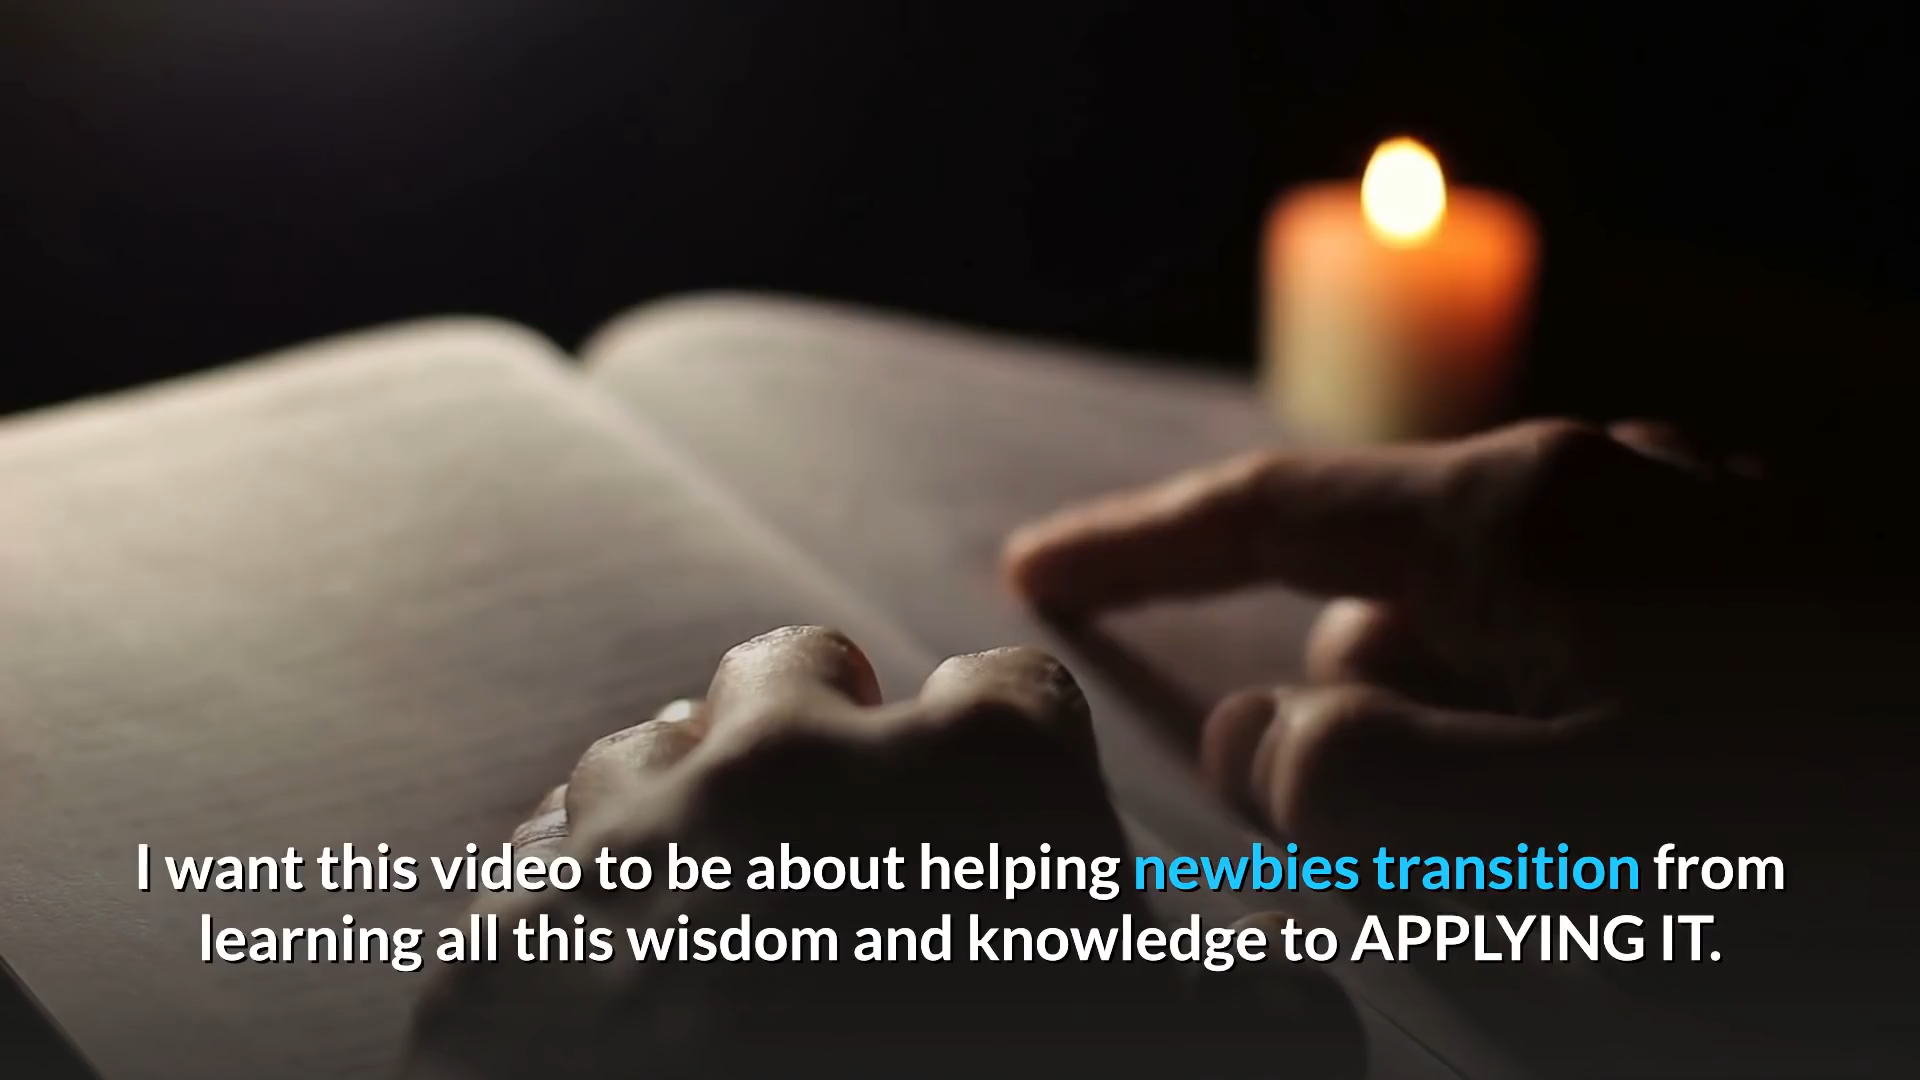 I want this video to be about helping newbies transition from
learning all this wisdom and knowledge to APPLYING IT.